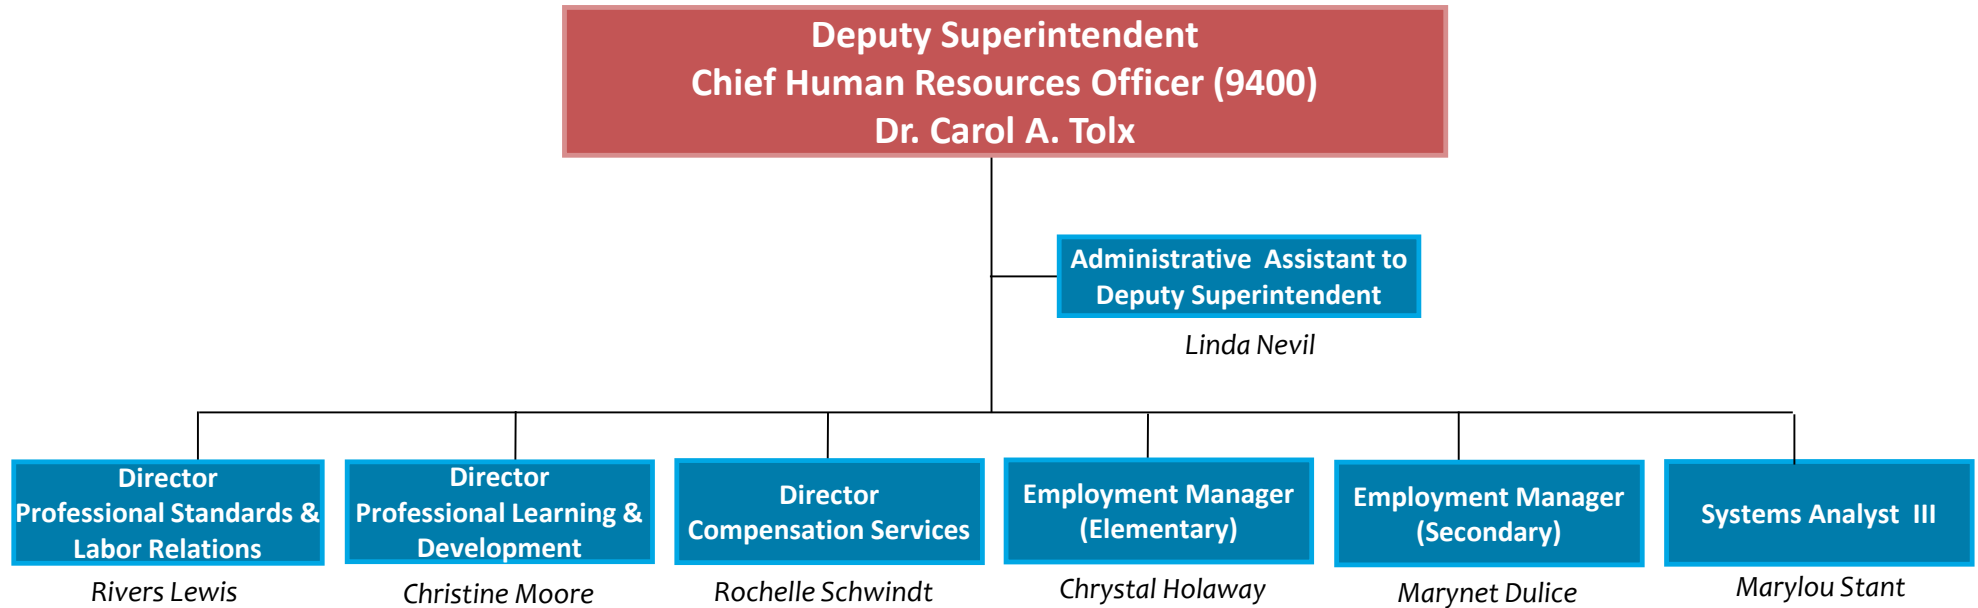 Deputy Superintendent
Chief Human Resources Officer (9400)
Dr. Carol A. Tolx
Administrative Assistant to
Deputy Superintendent
Linda Nevil
Director
Professional Standards &
Labor Relations
Rivers Lewis
Director
Professional Learning &
Development
Christine Moore
Director
Compensation Services
Rochelle Schwindt
Employment Manager
(Elementary)
Chrystal Holaway
Employment Manager
(Secondary)
Marynet Dulice
Systems Analyst III
Marylou Stant